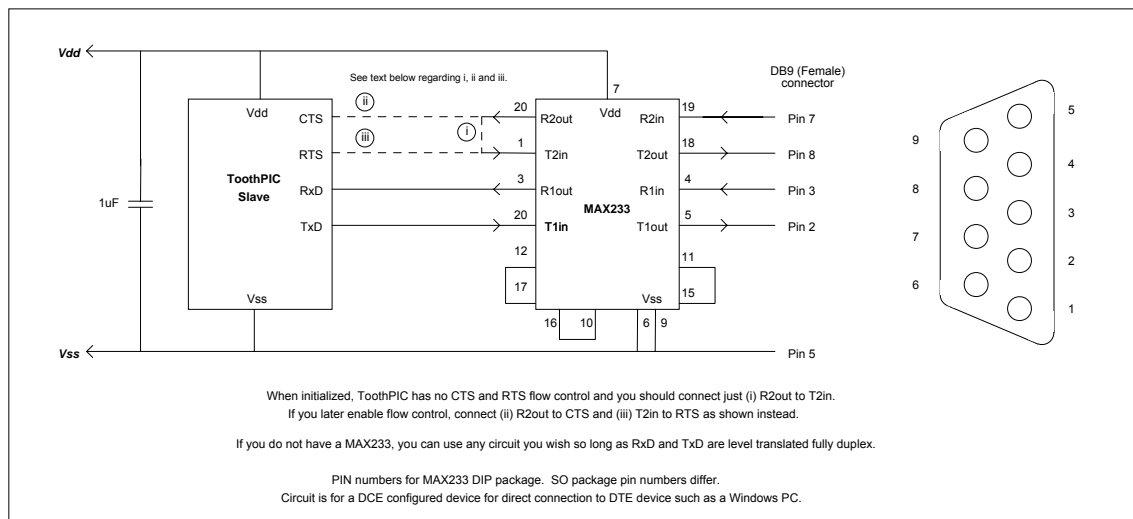 Vdd
See text below regarding i, ii and iii.
DB9 (Female)
connector
7
Vdd
CTS
ii
20
R2out
Vdd
R2in
19
Pin 7
5
i
9
RTS
iii
1
T2in
T2out
18
Pin 8
4
ToothPIC
Slave
RxD
3
R1out
R1in
4
Pin 3
8
1uF
MAX233
3
TxD
20
T1in
T1out
5
Pin 2
7
12
11
2
17
15
6
Vss
Vss
1
16
10
6
9
Vss
Pin 5
When initialized, ToothPIC has no CTS and RTS flow control and you should connect just (i) R2out to T2in.
If you later enable flow control, connect (ii) R2out to CTS and (iii) T2in to RTS as shown instead.
If you do not have a MAX233, you can use any circuit you wish so long as RxD and TxD are level translated fully duplex.
PIN numbers for MAX233 DIP package. SO package pin numbers differ.
Circuit is for a DCE configured device for direct connection to DTE device such as a Windows PC.